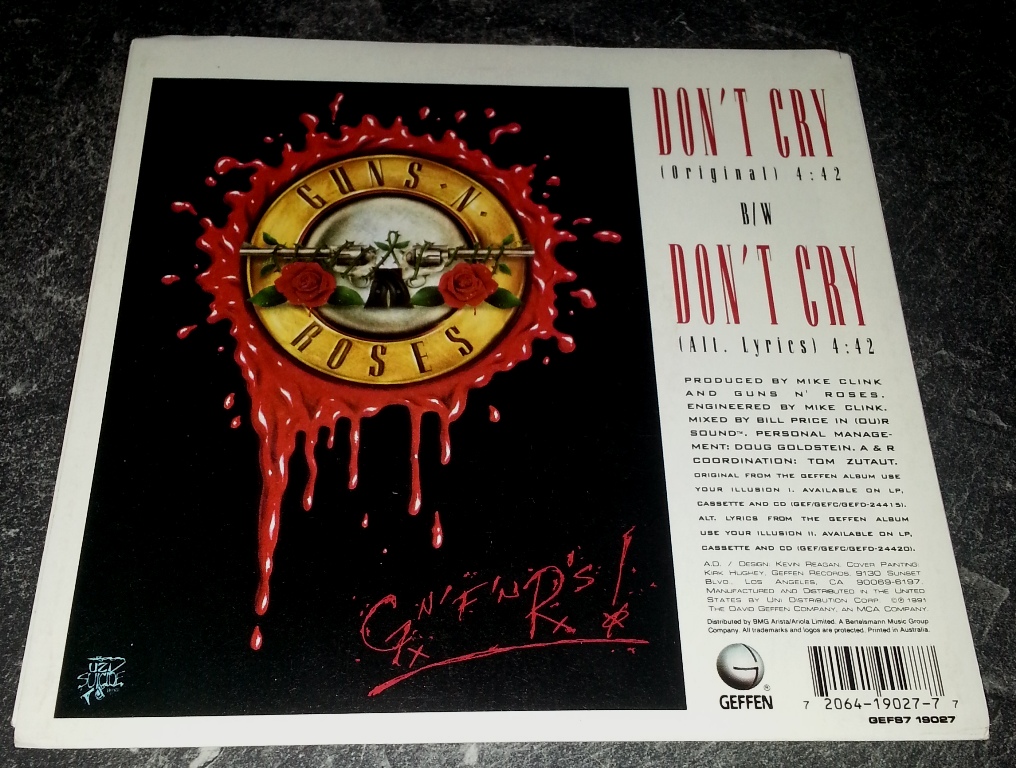 GUNS · N ·
ROSES
G N' F' N R's !
UZI
SUICIDE
DON'T CRY
(Original) 4:42
B/W
DON'T CRY
(Alt. Lyrics) 4:42
PRODUCED BY MIKE CLINK
AND GUNS N' ROSES.
ENGINEERED BY MIKE CLINK.
MIXED BY BILL PRICE IN (OU)R
SOUND™. PERSONAL MANAGE-
MENT: DOUG GOLDSTEIN. A & R
COORDINATION: TOM ZUTAUT.
ORIGINAL FROM THE GEFFEN ALBUM USE
YOUR ILLUSION I. AVAILABLE ON LP,
CASSETTE AND CD (GEF/GEFC/GEFD-24415).
ALT. LYRICS FROM THE GEFFEN ALBUM
USE YOUR ILLUSION II. AVAILABLE ON LP,
CASSETTE AND CD (GEF/GEFC/GEFD-24420).
A.D. / DESIGN: KEVIN REAGAN. COVER PAINTING:
KIRK HUGHEY. GEFFEN RECORDS, 9130 SUNSET
BLVD., LOS ANGELES, CA 90069-6197.
MANUFACTURED AND DISTRIBUTED IN THE UNITED
STATES BY UNI DISTRIBUTION CORP. ©℗ 1991
THE DAVID GEFFEN COMPANY, AN MCA COMPANY.
Distributed by BMG Arista/Ariola Limited. A Bertelsmann Music Group
Company. All trademarks and logos are protected. Printed in Australia.
GEFFEN ®
7 2064-19027-7 7
GEFS7 19027